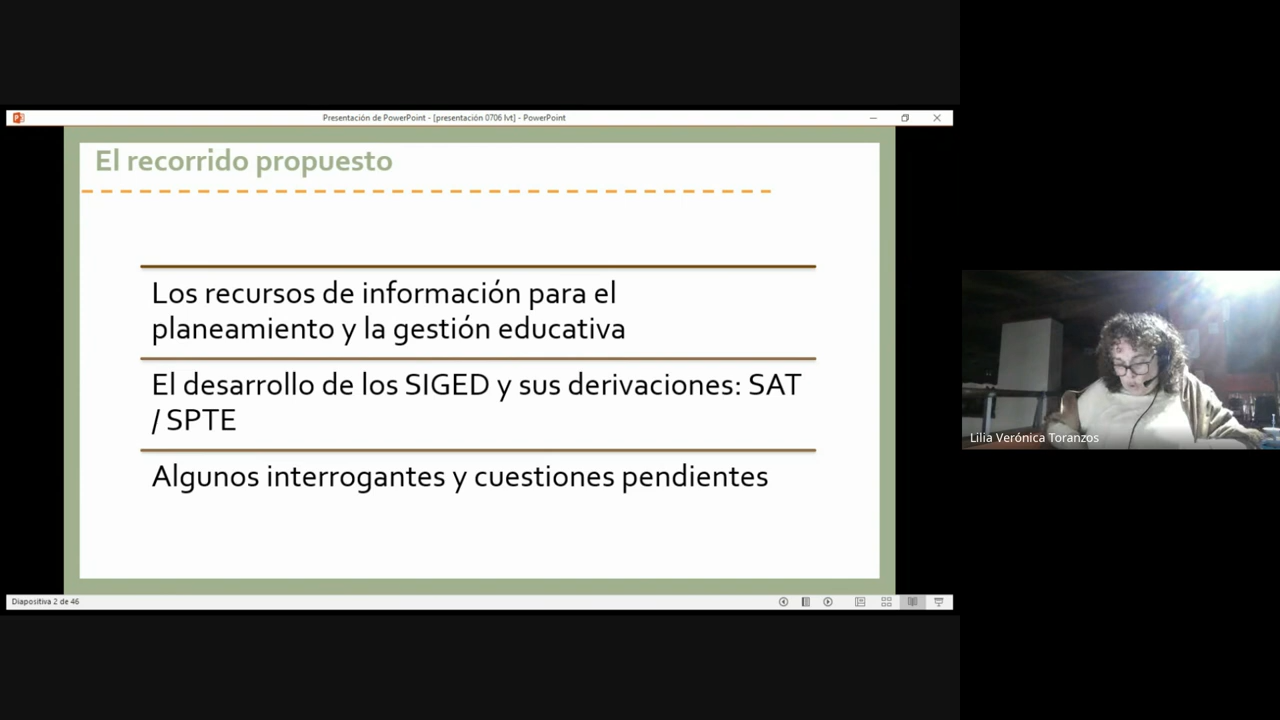 Presentación de PowerPoint - [presentación 0706 lvt] - PowerPoint
El recorrido propuesto
Los recursos de información para el
planeamiento y la gestión educativa
El desarrollo de los SIGED y sus derivaciones: SAT
/ SPTE
Algunos interrogantes y cuestiones pendientes
Diapositiva 2 de 46
Lilia Verónica Toranzos